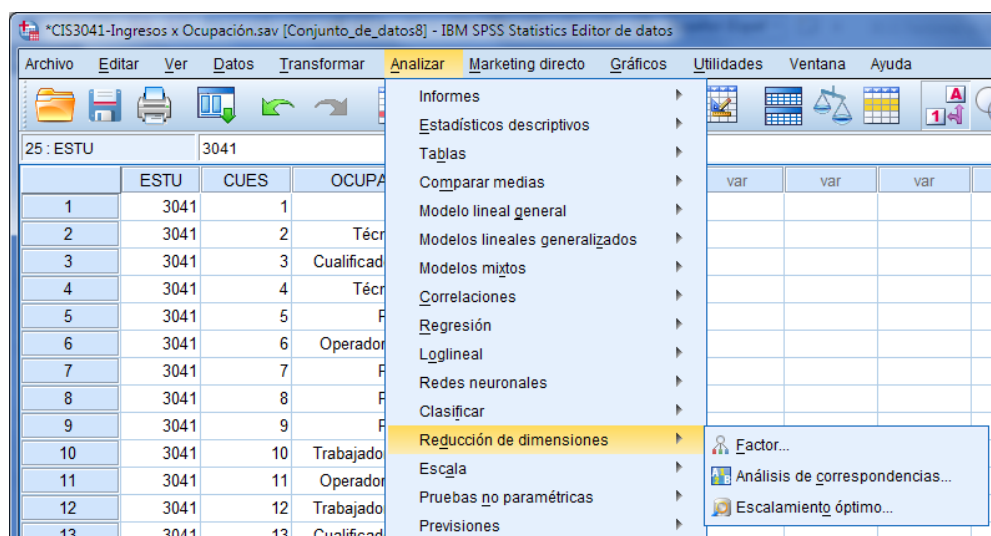 *CIS3041-Ingresos x Ocupación.sav [Conjunto_de_datos8] - IBM SPSS Statistics Editor de datos
Archivo Editar Ver Datos Transformar Analizar Marketing directo Gráficos Utilidades Ventana Ayuda
25 : ESTU 3041
ESTU CUES OCUPA var var var
1 3041 1
2 3041 2 Técr
3 3041 3 Cualificad
4 3041 4 Técr
5 3041 5
6 3041 6 Operador
7 3041 7
8 3041 8
9 3041 9
10 3041 10 Trabajado
11 3041 11 Operador
12 3041 12 Trabajado
13 3041 13 Cualificad
Informes
Estadísticos descriptivos
Tablas
Comparar medias
Modelo lineal general
Modelos lineales generalizados
Modelos mixtos
Correlaciones
Regresión
Loglineal
Redes neuronales
Clasificar
Reducción de dimensiones
Escala
Pruebas no paramétricas
Previsiones
Factor...
Análisis de correspondencias...
Escalamiento óptimo...